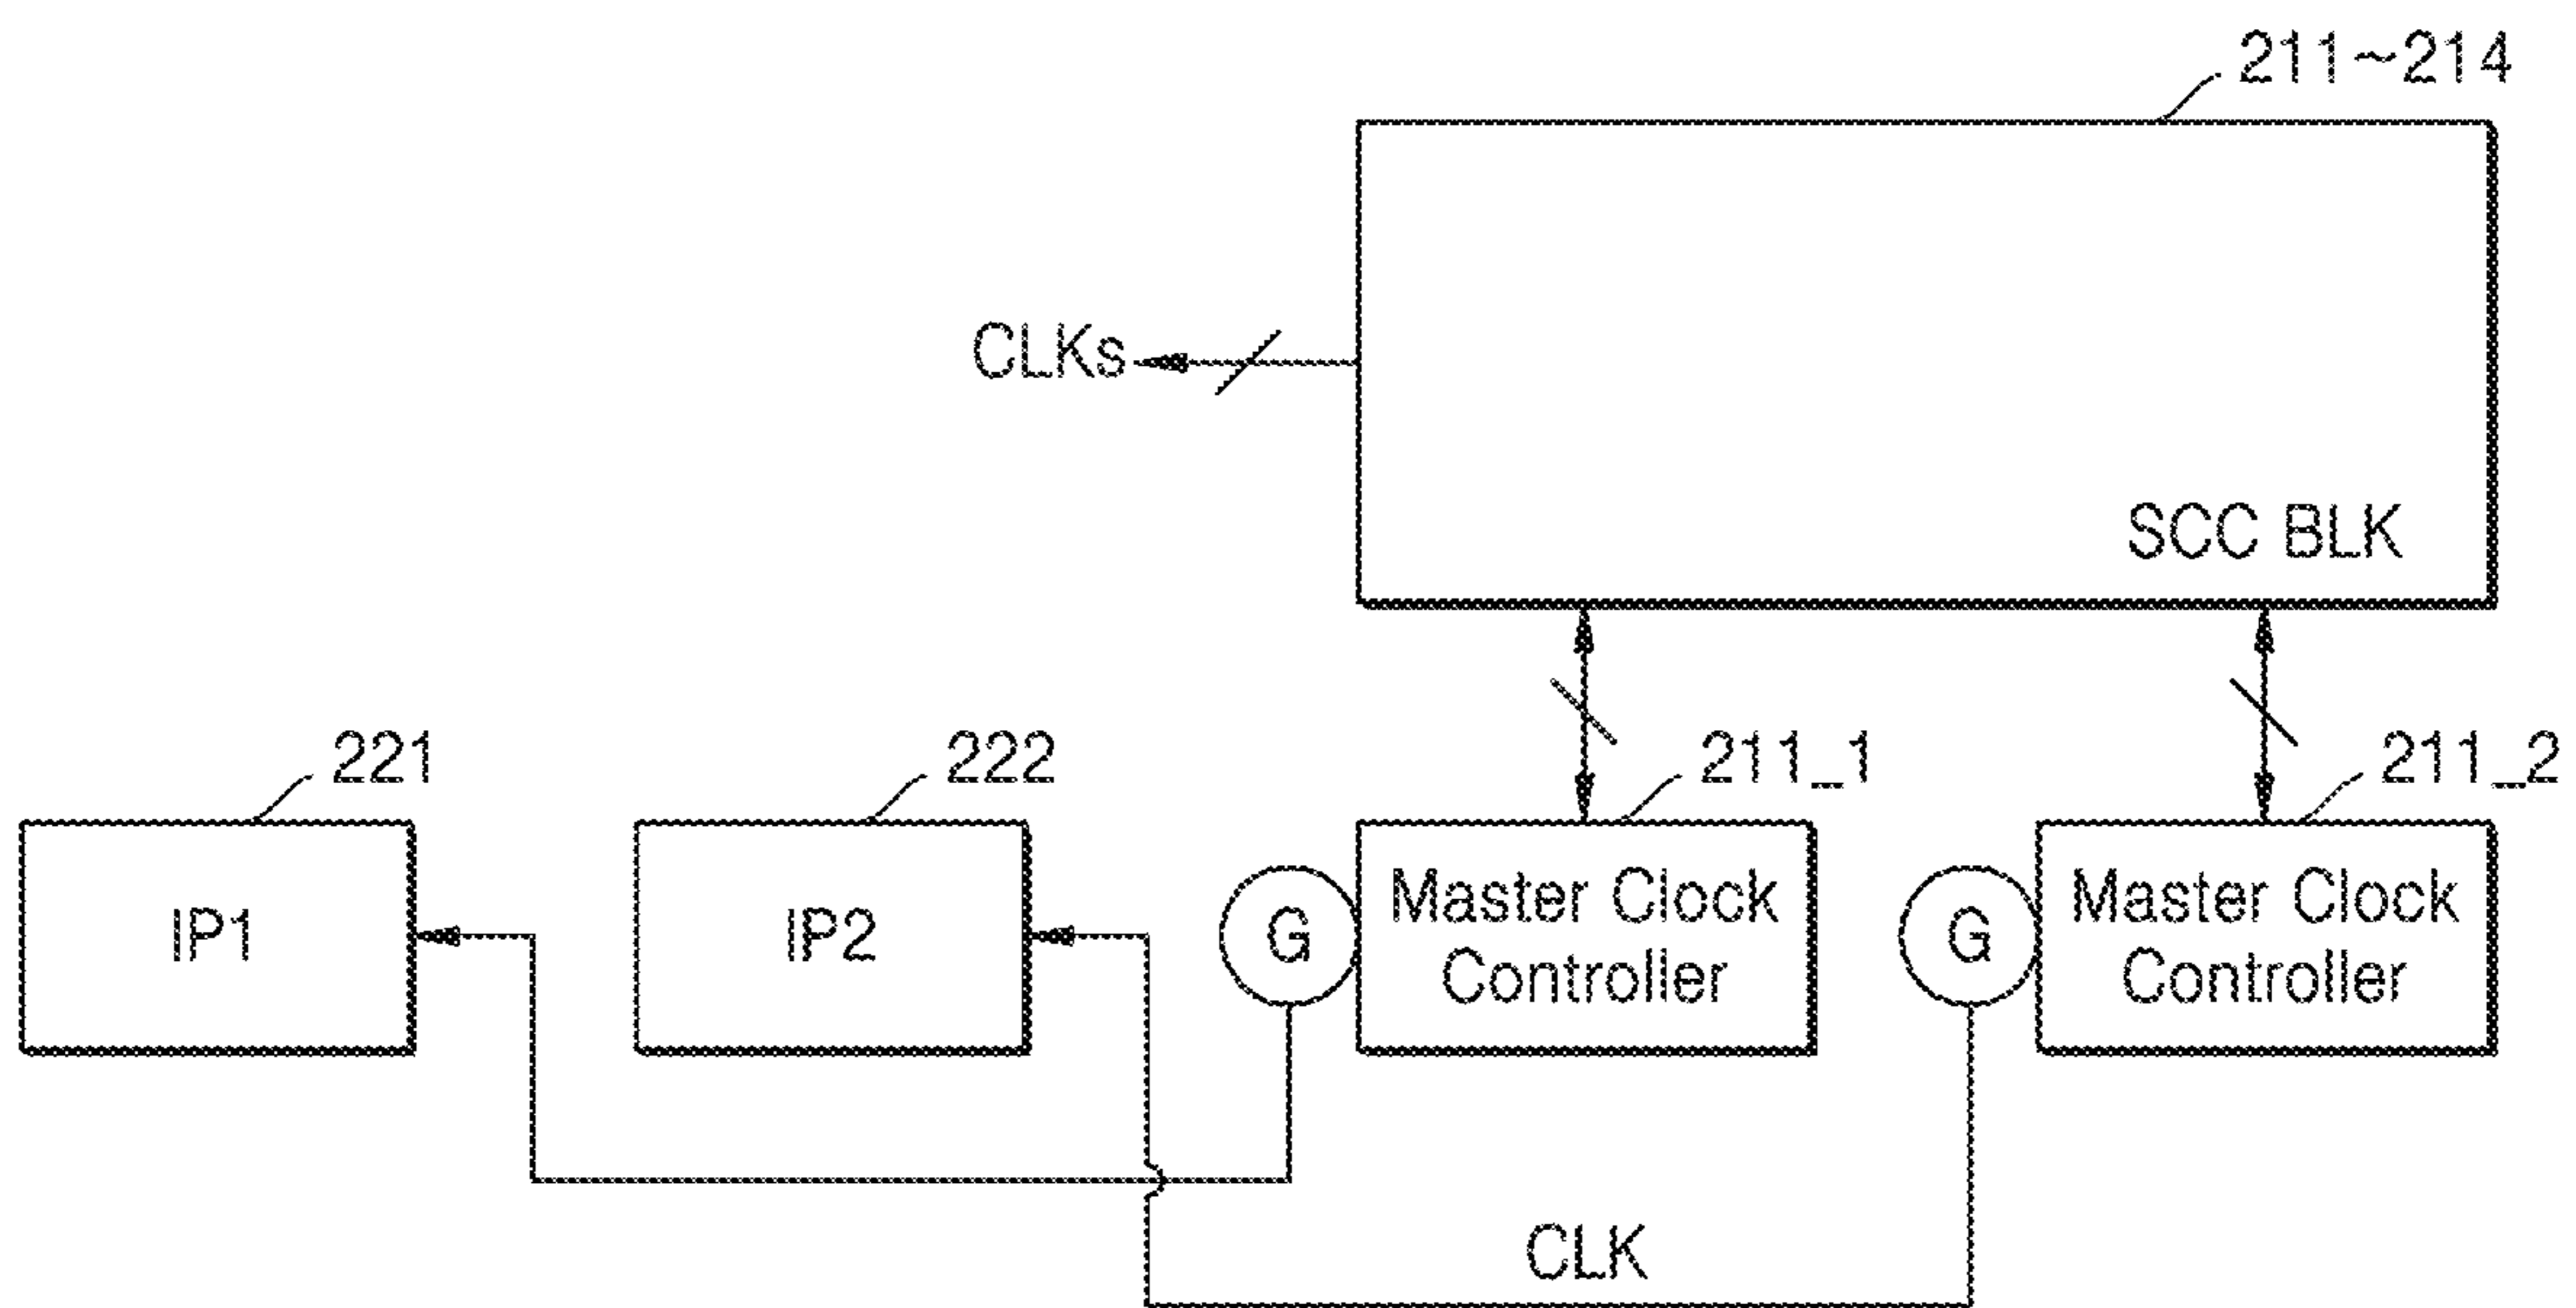 211~214
CLKs
SCC BLK
221
222
211_1
211_2
IP1
IP2
G
Master Clock
Controller
G
Master Clock
Controller
CLK